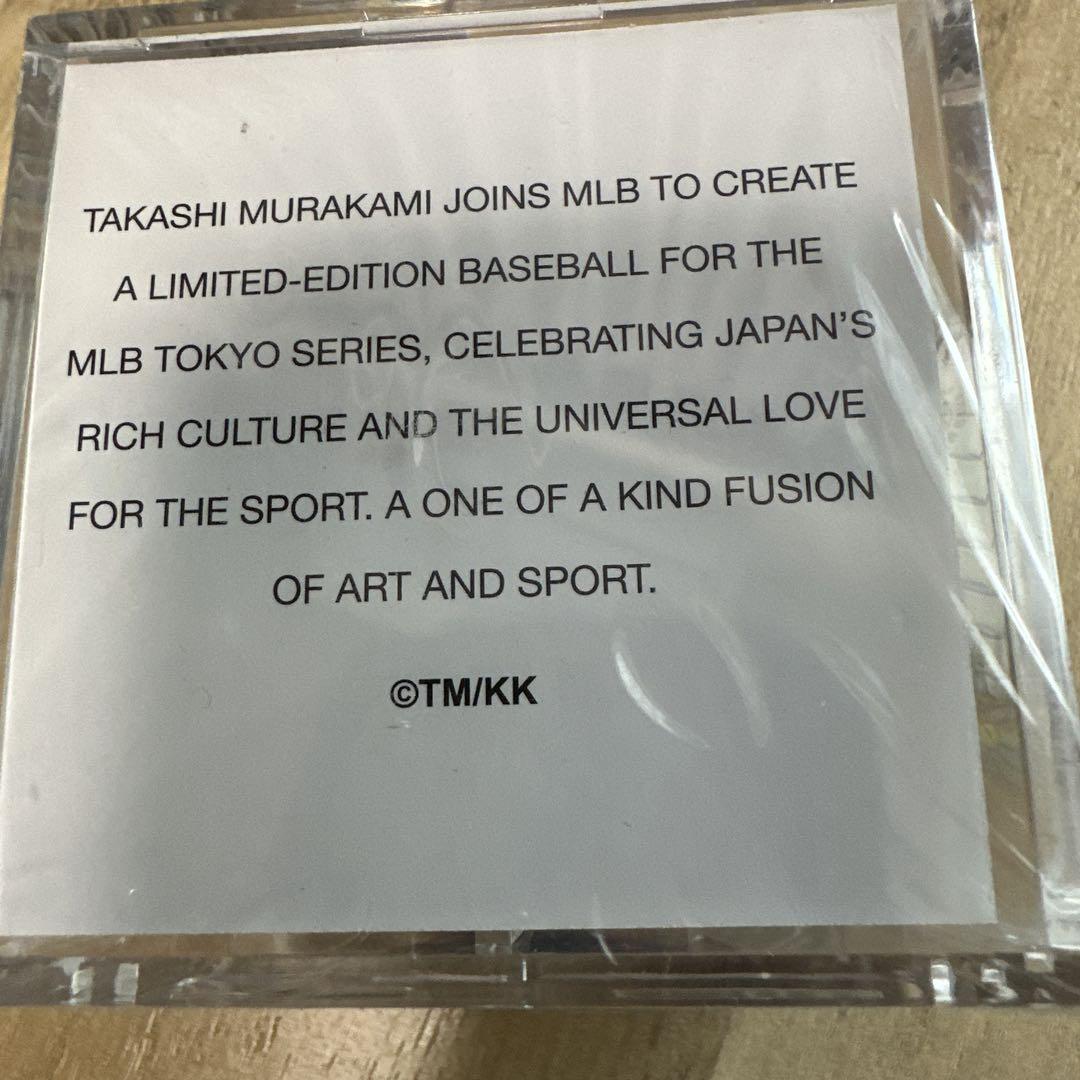 TAKASHI MURAKAMI JOINS MLB TO CREATE
A LIMITED-EDITION BASEBALL FOR THE
MLB TOKYO SERIES, CELEBRATING JAPAN'S
RICH CULTURE AND THE UNIVERSAL LOVE
FOR THE SPORT. A ONE OF A KIND FUSION
OF ART AND SPORT.
©TM/KK